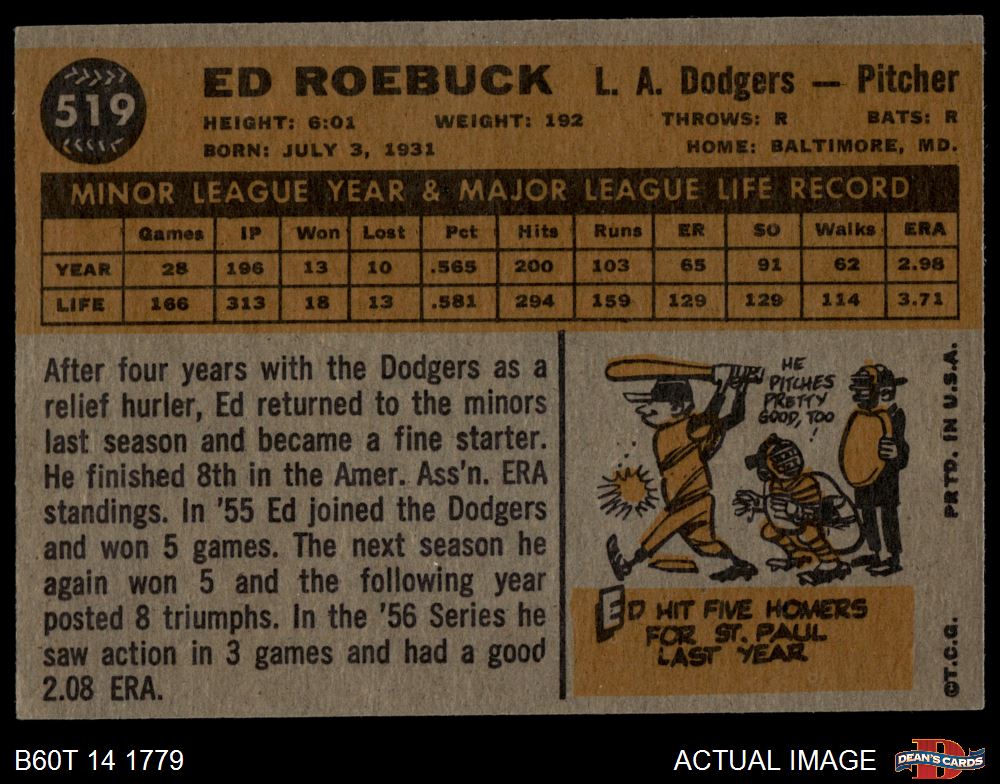 519
ED ROEBUCK L. A. Dodgers — Pitcher
HEIGHT: 6:01 WEIGHT: 192 THROWS: R BATS: R
BORN: JULY 3, 1931 HOME: BALTIMORE, MD.
MINOR LEAGUE YEAR & MAJOR LEAGUE LIFE RECORD
Games IP Won Lost Pct Hits Runs ER SO Walks ERA
YEAR 28 196 13 10 .565 200 103 65 91 62 2.98
LIFE 166 313 18 13 .581 294 159 129 129 114 3.71
After four years with the Dodgers as a
relief hurler, Ed returned to the minors
last season and became a fine starter.
He finished 8th in the Amer. Ass'n. ERA
standings. In '55 Ed joined the Dodgers
and won 5 games. The next season he
again won 5 and the following year
posted 8 triumphs. In the '56 Series he
saw action in 3 games and had a good
2.08 ERA.
HE
PITCHES
PRETTY
GOOD, TOO
!
ED HIT FIVE HOMERS
FOR ST. PAUL
LAST YEAR
PRTD. IN U.S.A.
©T.C.G.
B60T 14 1779
ACTUAL IMAGE
D
DEAN'S CARDS